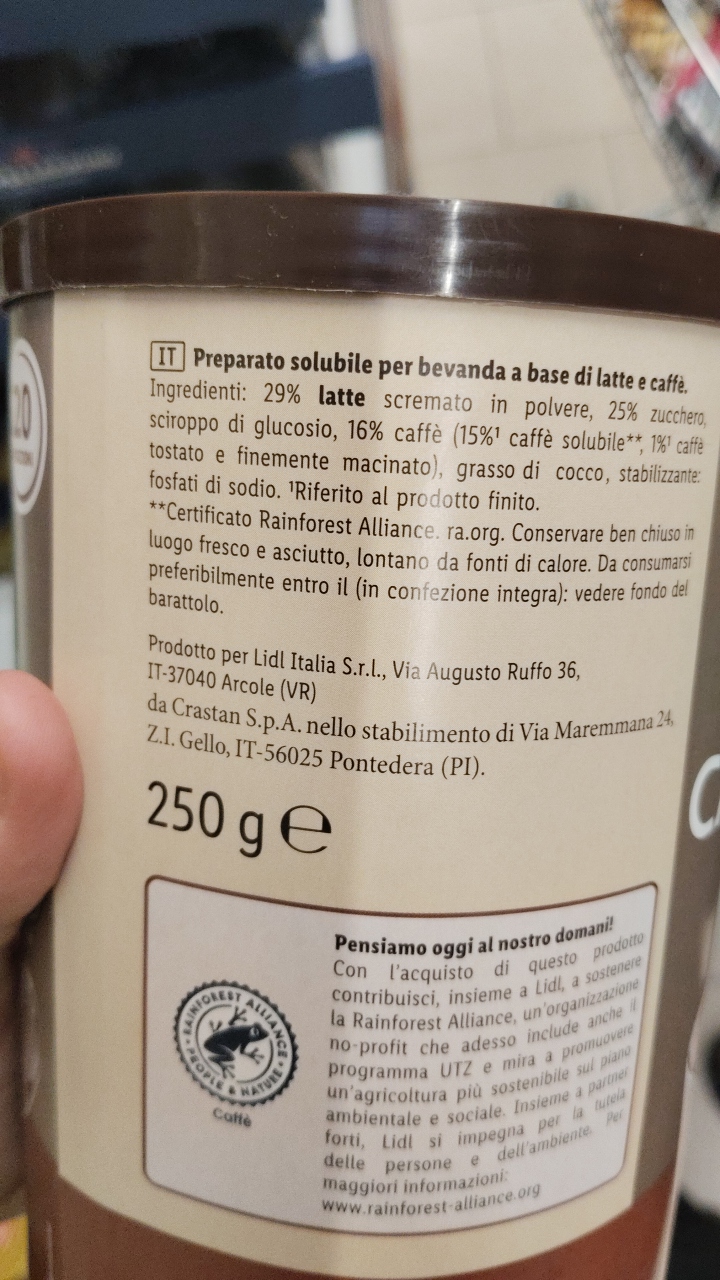 IT Preparato solubile per bevanda a base di latte e caffè.
Ingredienti: 29% latte scremato in polvere, 25% zucchero,
sciroppo di glucosio, 16% caffè (15%¹ caffè solubile**, 1%¹ caffè
tostato e finemente macinato), grasso di cocco, stabilizzante:
fosfati di sodio. ¹Riferito al prodotto finito.
**Certificato Rainforest Alliance. ra.org. Conservare ben chiuso in
luogo fresco e asciutto, lontano da fonti di calore. Da consumarsi
preferibilmente entro il (in confezione integra): vedere fondo del
barattolo.
Prodotto per Lidl Italia S.r.l., Via Augusto Ruffo 36,
IT-37040 Arcole (VR)
da Crastan S.p.A. nello stabilimento di Via Maremmana 24,
Z.I. Gello, IT-56025 Pontedera (PI).
250 g e
Pensiamo oggi al nostro domani!
Con l'acquisto di questo prodotto
contribuisci, insieme a Lidl, a sostenere
la Rainforest Alliance, un'organizzazione
no-profit che adesso include anche il
programma UTZ e mira a promuovere
un'agricoltura più sostenibile sul piano
ambientale e sociale. Insieme a partner
forti, Lidl si impegna per la tutela
delle persone e dell'ambiente. Per
maggiori informazioni:
www.rainforest-alliance.org
RAINFOREST ALLIANCE
PEOPLE & NATURE
Caffè